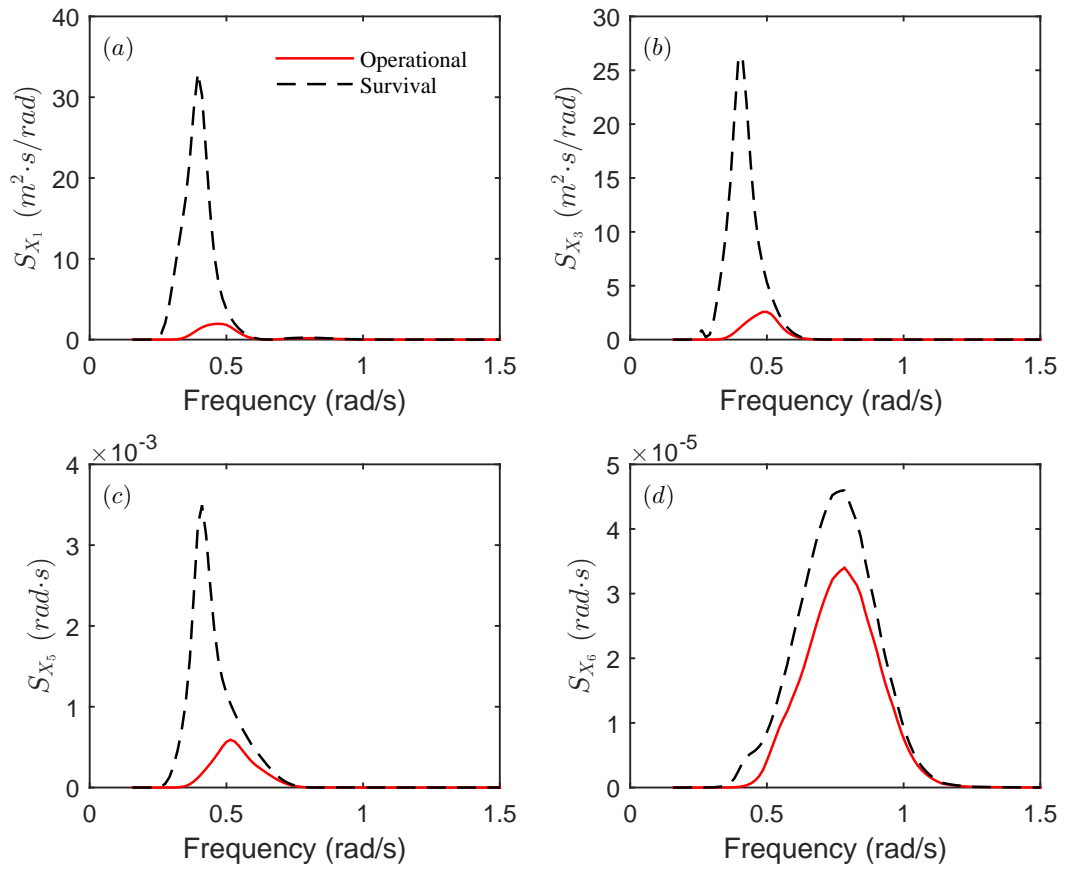 40
30
20
10
0
0
0.5
1
1.5
(a)
Operational
Survival
S_{X_1} (m^2·s/rad)
Frequency (rad/s)
30
25
20
15
10
5
0
0
0.5
1
1.5
(b)
S_{X_3} (m^2·s/rad)
Frequency (rad/s)
×10^{-3}
4
3
2
1
0
0
0.5
1
1.5
(c)
S_{X_5} (rad·s)
Frequency (rad/s)
×10^{-5}
5
4
3
2
1
0
0
0.5
1
1.5
(d)
S_{X_6} (rad·s)
Frequency (rad/s)